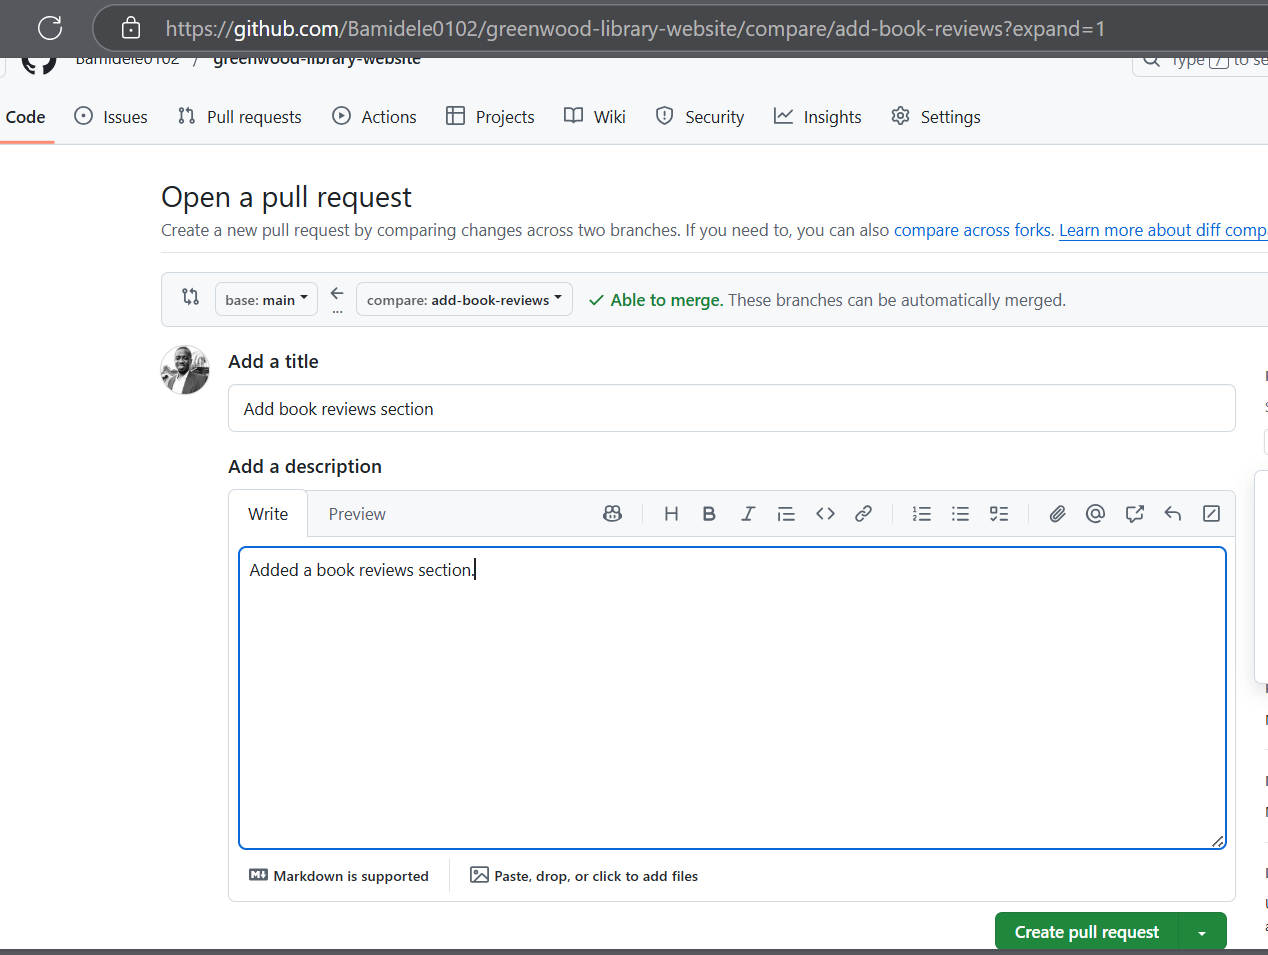 https://github.com/Bamidele0102/greenwood-library-website/compare/add-book-reviews?expand=1
Bamidele0102 / greenwood-library-website
Type / to se
Code Issues Pull requests Actions Projects Wiki Security Insights Settings
Open a pull request
Create a new pull request by comparing changes across two branches. If you need to, you can also compare across forks. Learn more about diff comp
base: main ← compare: add-book-reviews ✓ Able to merge. These branches can be automatically merged.
...
Add a title
Add book reviews section
Add a description
Write Preview
Added a book reviews section.
Markdown is supported Paste, drop, or click to add files
Create pull request